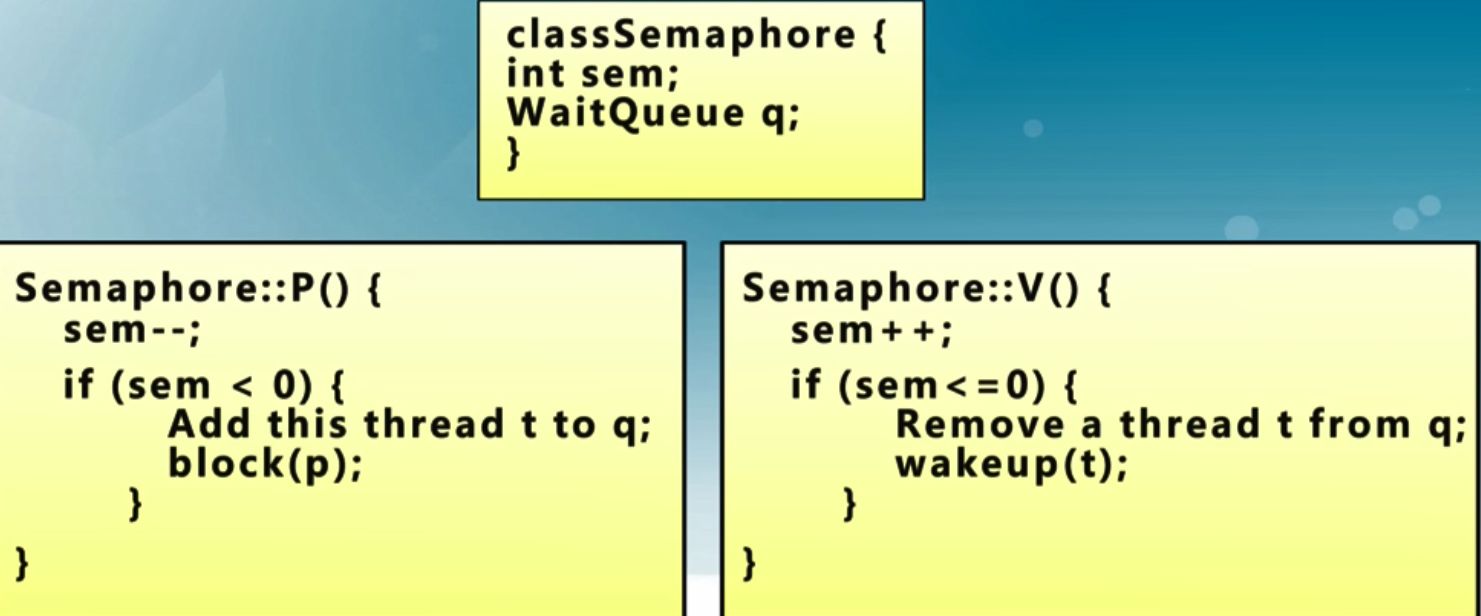 classSemaphore {
int sem;
WaitQueue q;
}
Semaphore::P() {
sem--;
if (sem < 0) {
Add this thread t to q;
block(p);
}
}
Semaphore::V() {
sem++;
if (sem<=0) {
Remove a thread t from q;
wakeup(t);
}
}